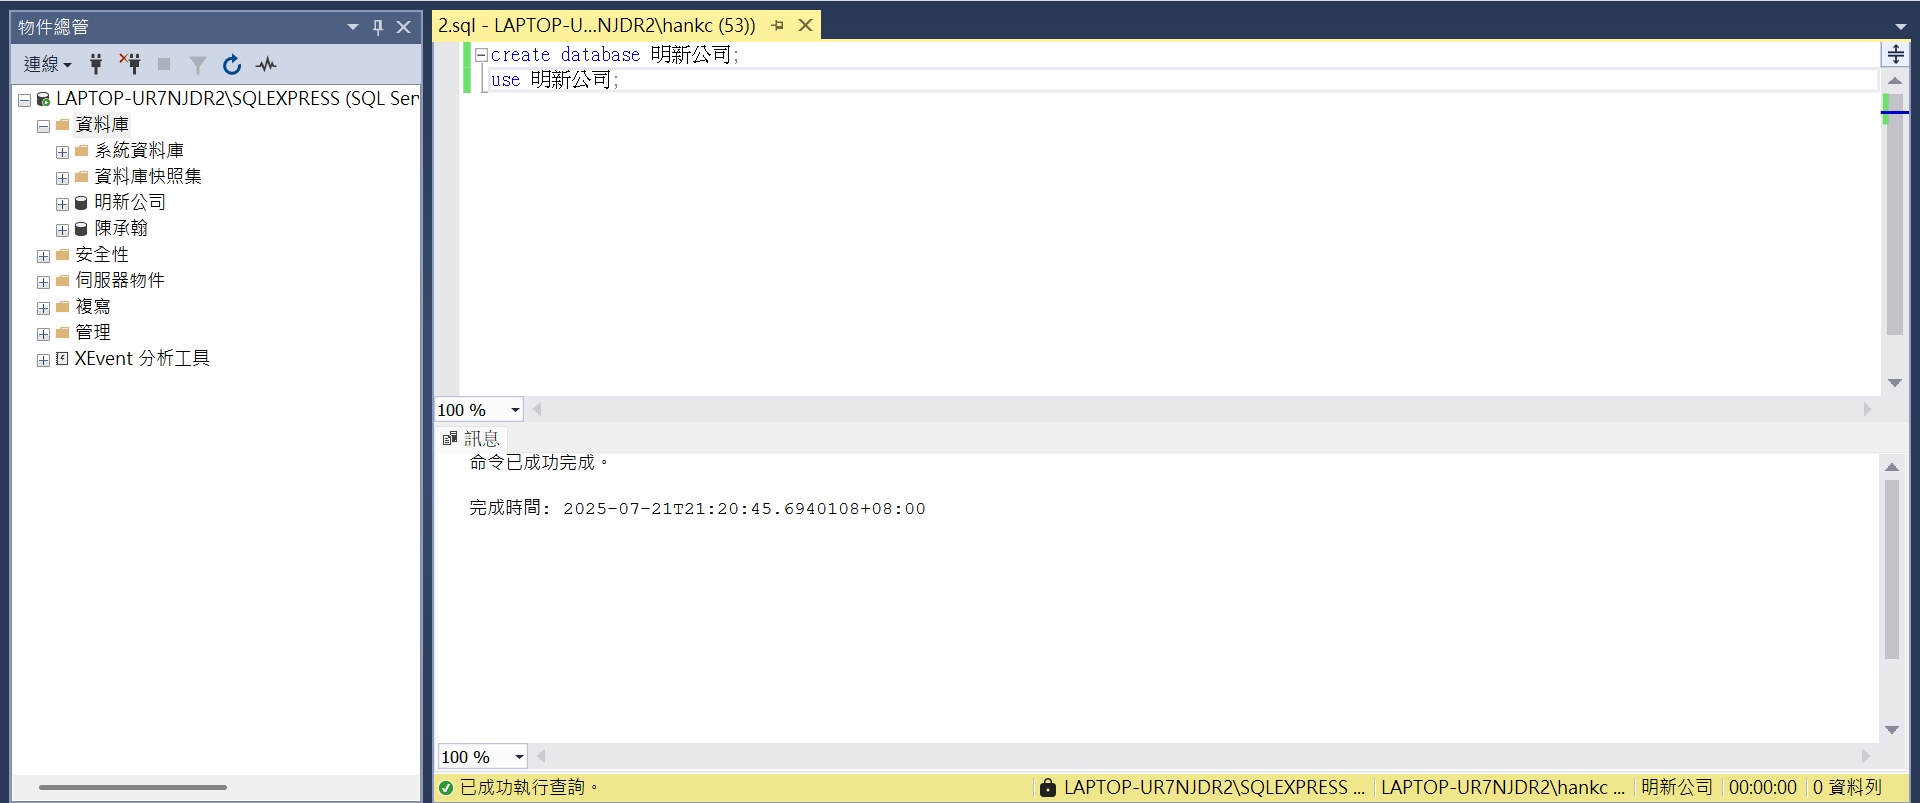 物件總管
連線
LAPTOP-UR7NJDR2\SQLEXPRESS (SQL Ser
資料庫
系統資料庫
資料庫快照集
明新公司
陳承翰
安全性
伺服器物件
複寫
管理
XEvent 分析工具
2.sql - LAPTOP-U...NJDR2\hankc (53))
create database 明新公司;
use 明新公司;
100 %
訊息
命令已成功完成。
完成時間: 2025-07-21T21:20:45.6940108+08:00
100 %
已成功執行查詢。 LAPTOP-UR7NJDR2\SQLEXPRESS ... LAPTOP-UR7NJDR2\hankc ... 明新公司 00:00:00 0 資料列